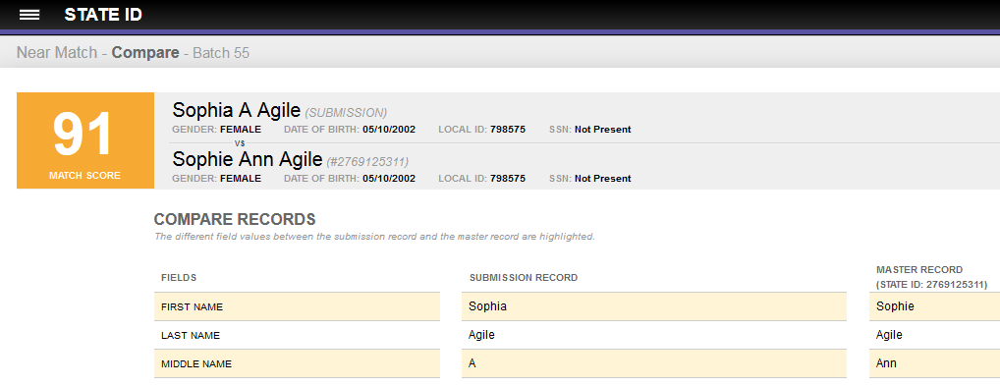 STATE ID
Near Match - Compare - Batch 55
91
MATCH SCORE
Sophia A Agile (SUBMISSION)
GENDER: FEMALE DATE OF BIRTH: 05/10/2002 LOCAL ID: 798575 SSN: Not Present
VS
Sophie Ann Agile (#2769125311)
GENDER: FEMALE DATE OF BIRTH: 05/10/2002 LOCAL ID: 798575 SSN: Not Present
COMPARE RECORDS
The different field values between the submission record and the master record are highlighted.
FIELDS SUBMISSION RECORD MASTER RECORD
(STATE ID: 2769125311)
FIRST NAME Sophia Sophie
LAST NAME Agile Agile
MIDDLE NAME A Ann